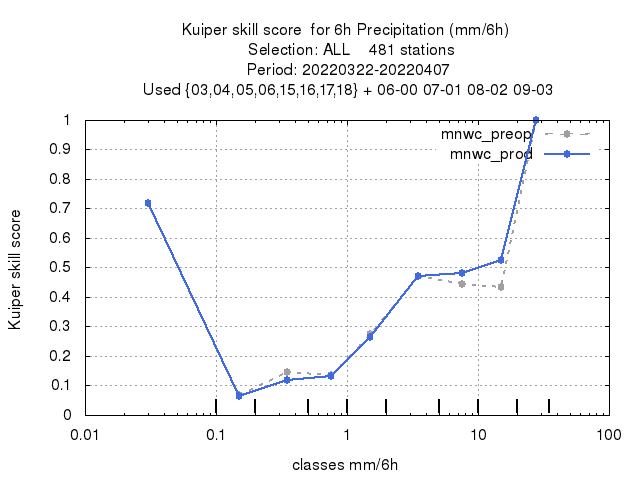 Kuiper skill score  for 6h Precipitation (mm/6h)
Selection: ALL    481 stations
Period: 20220322-20220407
Used {03,04,05,06,15,16,17,18} + 06-00 07-01 08-02 09-03
mnwc_preop
mnwc_prod
1
0.9
0.8
0.7
0.6
0.5
0.4
0.3
0.2
0.1
0
Kuiper skill score
0.01 0.1 1 10 100
classes mm/6h